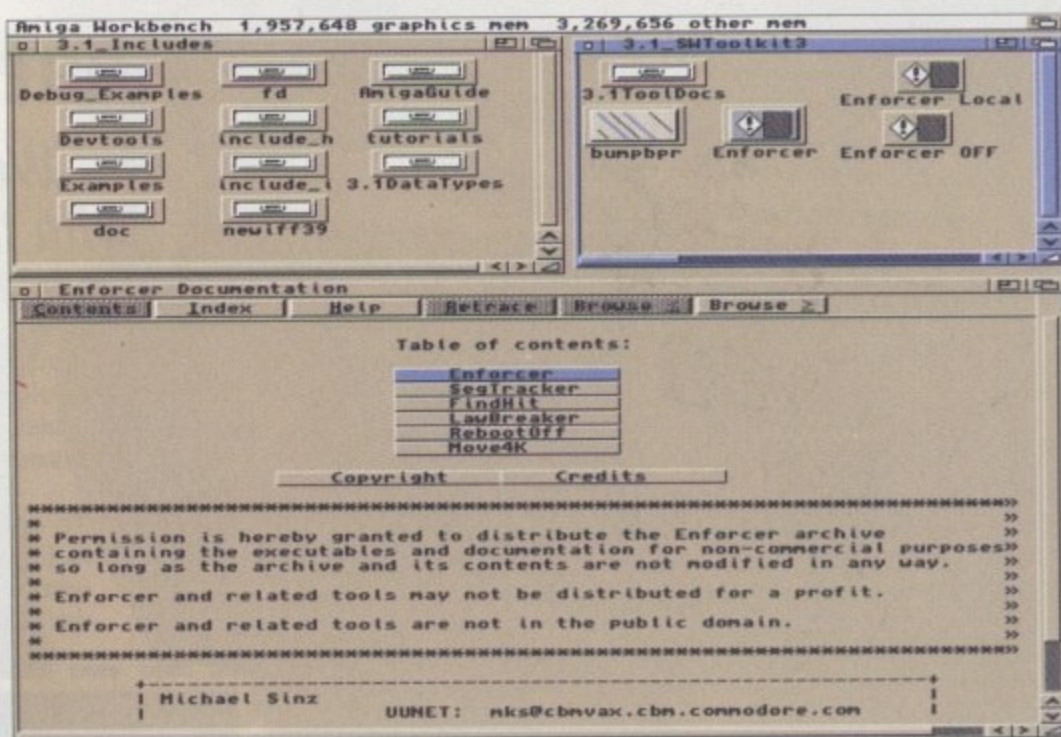 Amiga Workbench 1,957,648 graphics mem 3,269,656 other mem
3.1_Includes
Debug_Examples fd AmigaGuide
Devtools include_h tutorials
Examples include_i 3.1DataTypes
doc newiff39
3.1_SWToolkit3
3.1ToolDocs Enforcer Local
bumpbpr Enforcer Enforcer OFF
Enforcer Documentation
Contents Index Help Retrace Browse < Browse >
Table of contents:
Enforcer
SegTracker
FindHit
LawBreaker
RebootOff
Move4K
Copyright Credits
* Permission is hereby granted to distribute the Enforcer archive
* containing the executables and documentation for non-commercial purposes
* so long as the archive and its contents are not modified in any way.
* Enforcer and related tools may not be distributed for a profit.
* Enforcer and related tools are not in the public domain.
Michael Sinz
UUNET: mks@cbmvax.cbm.commodore.com